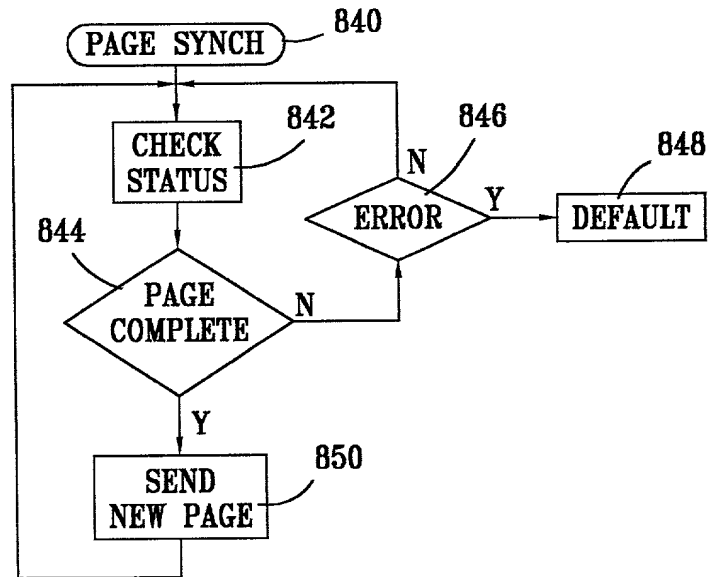 PAGE SYNCH
840
842
CHECK
STATUS
846
N
848
ERROR
Y
DEFAULT
844
PAGE
COMPLETE
N
Y
850
SEND
NEW PAGE